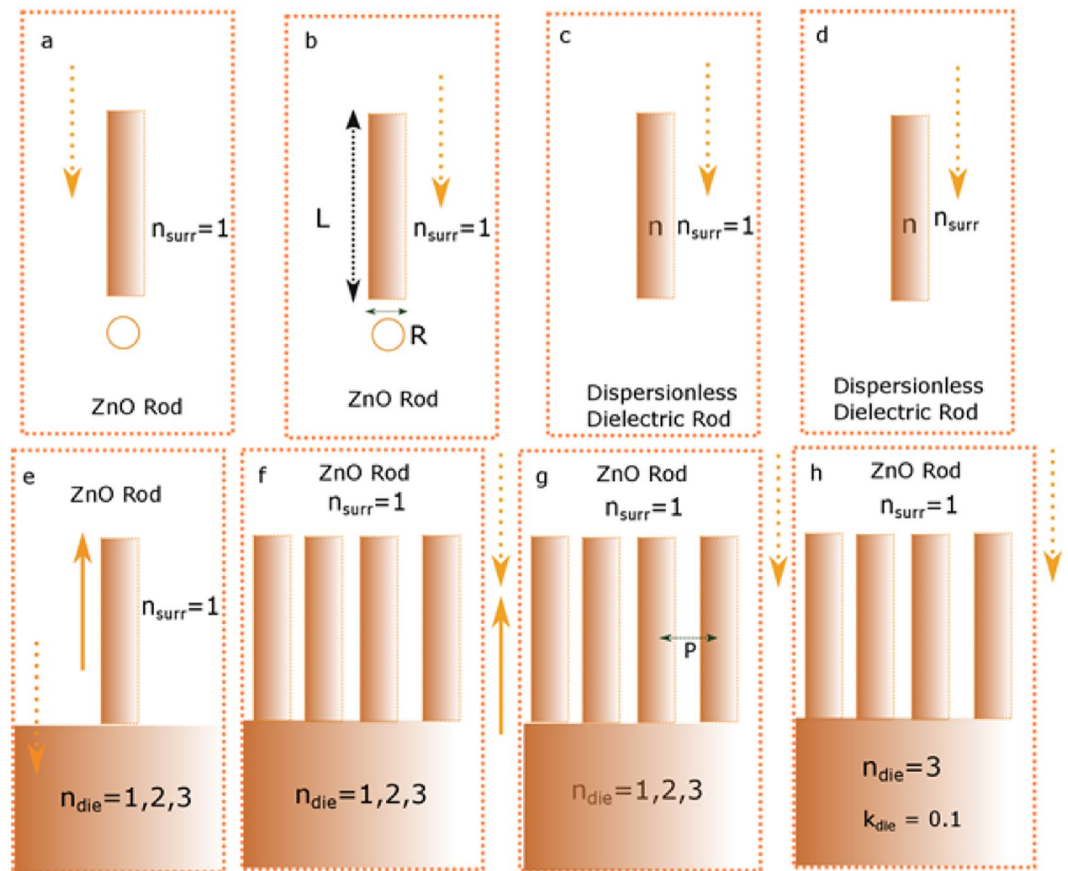 a
n_surr=1
ZnO Rod
b
L
n_surr=1
R
ZnO Rod
c
n n_surr=1
Dispersionless
Dielectric Rod
d
n n_surr
Dispersionless
Dielectric Rod
e
ZnO Rod
n_surr=1
n_die=1,2,3
f
ZnO Rod
n_surr=1
n_die=1,2,3
g
ZnO Rod
n_surr=1
P
n_die=1,2,3
h
ZnO Rod
n_surr=1
n_die=3
k_die = 0.1